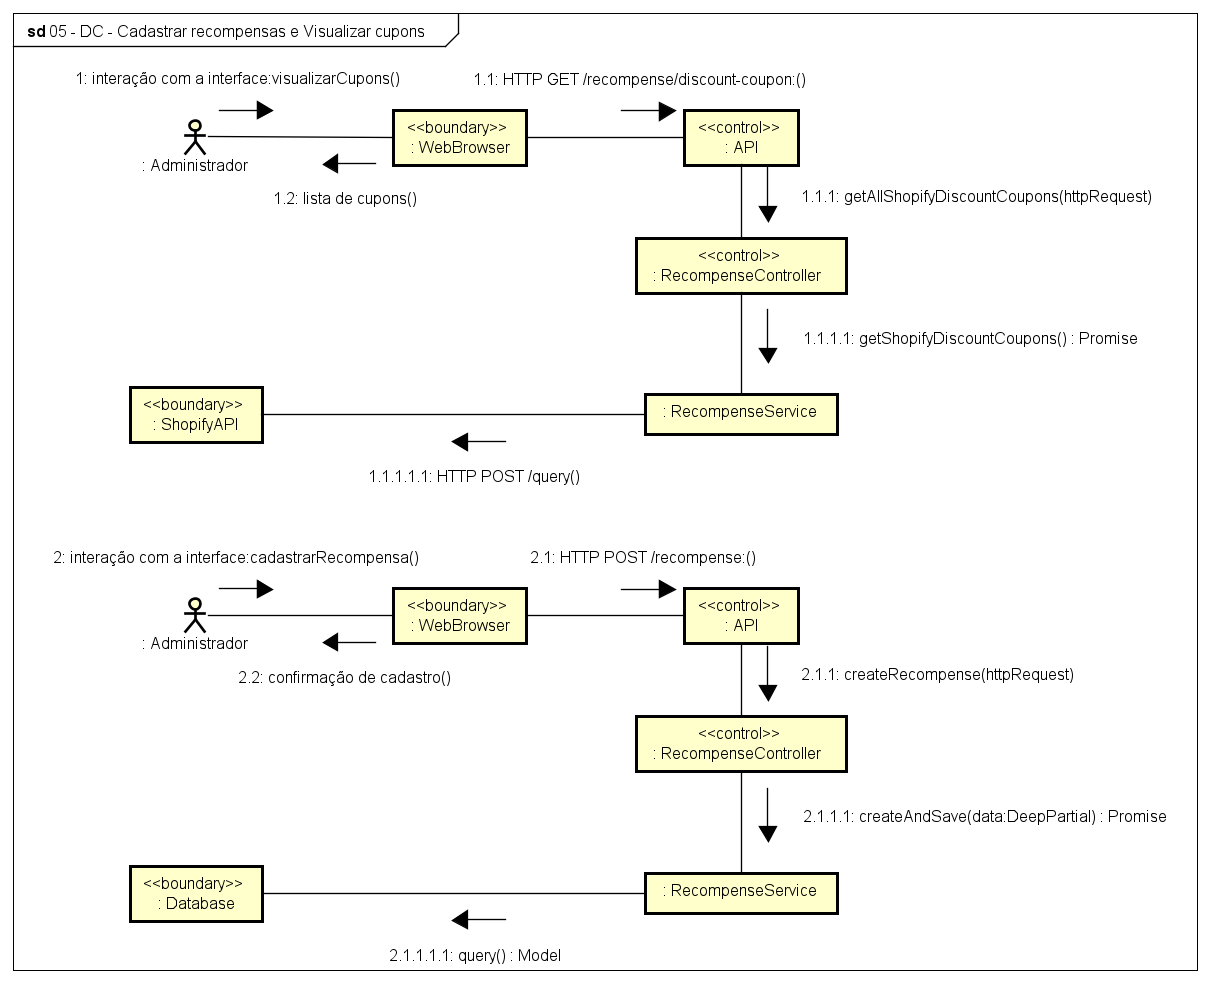 sd 05 - DC - Cadastrar recompensas e Visualizar cupons
1: interação com a interface:visualizarCupons()
1.1: HTTP GET /recompense/discount-coupon:()
<<boundary>>
: WebBrowser
<<control>>
: API
: Administrador
1.2: lista de cupons()
1.1.1: getAllShopifyDiscountCoupons(httpRequest)
<<control>>
: RecompenseController
1.1.1.1: getShopifyDiscountCoupons() : Promise
<<boundary>>
: ShopifyAPI
: RecompenseService
1.1.1.1.1: HTTP POST /query()
2: interação com a interface:cadastrarRecompensa()
2.1: HTTP POST /recompense:()
<<boundary>>
: WebBrowser
<<control>>
: API
: Administrador
2.2: confirmação de cadastro()
2.1.1: createRecompense(httpRequest)
<<control>>
: RecompenseController
2.1.1.1: createAndSave(data:DeepPartial) : Promise
<<boundary>>
: Database
: RecompenseService
2.1.1.1.1: query() : Model